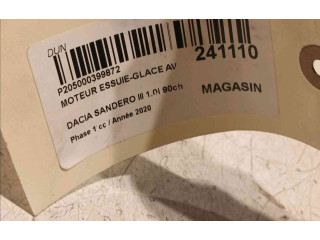 DUN
241110
P205000399872
MOTEUR ESSUIE-GLACE AV
MAGASIN
DACIA SANDERO III 1.0i 90ch
Phase 1 cc / Année 2020